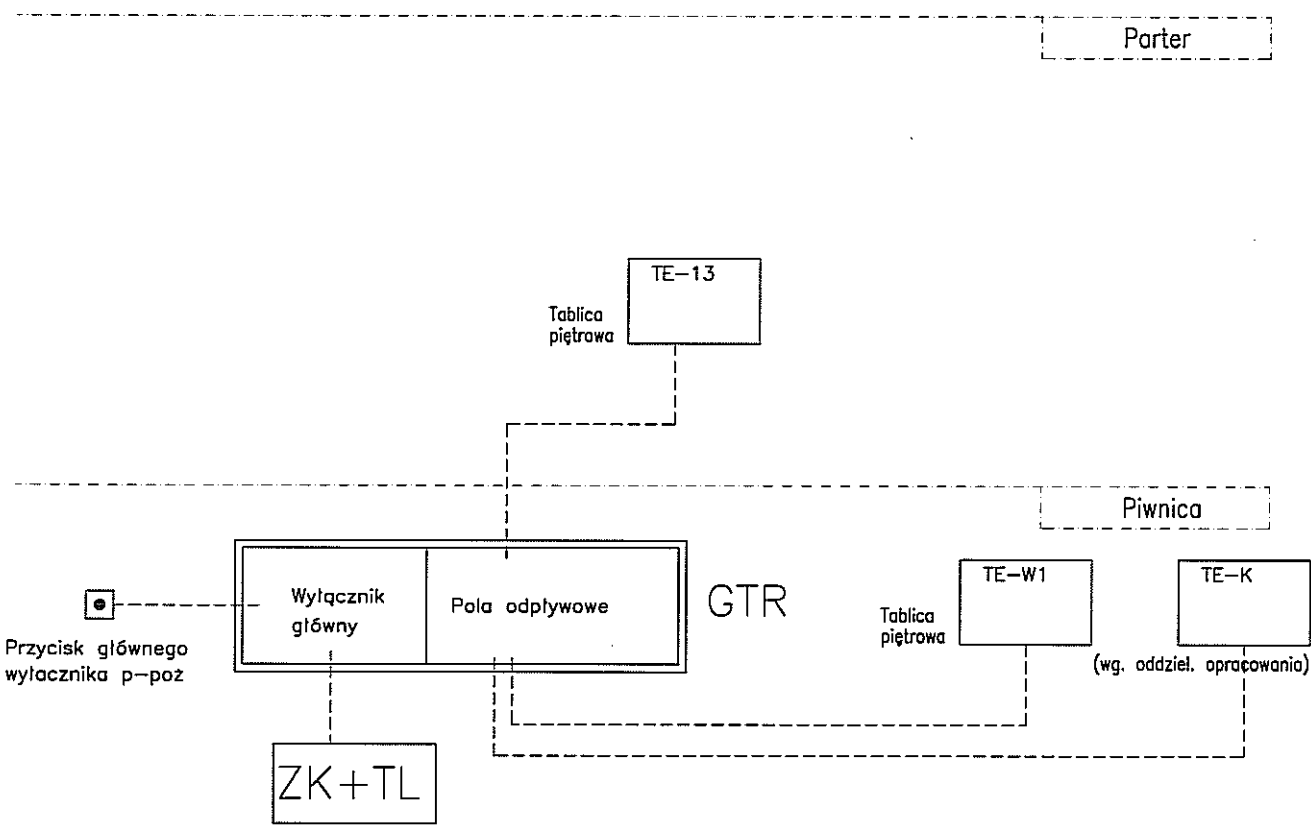 Parter
TE-13
Tablica
piętrowa
Piwnica
Wyłącznik
główny
Pola odpływowe
GTR
Przycisk głównego
wyłacznika p-poż
ZK+TL
Tablica
piętrowa
TE-W1
TE-K
(wg. oddziel. opracowania)